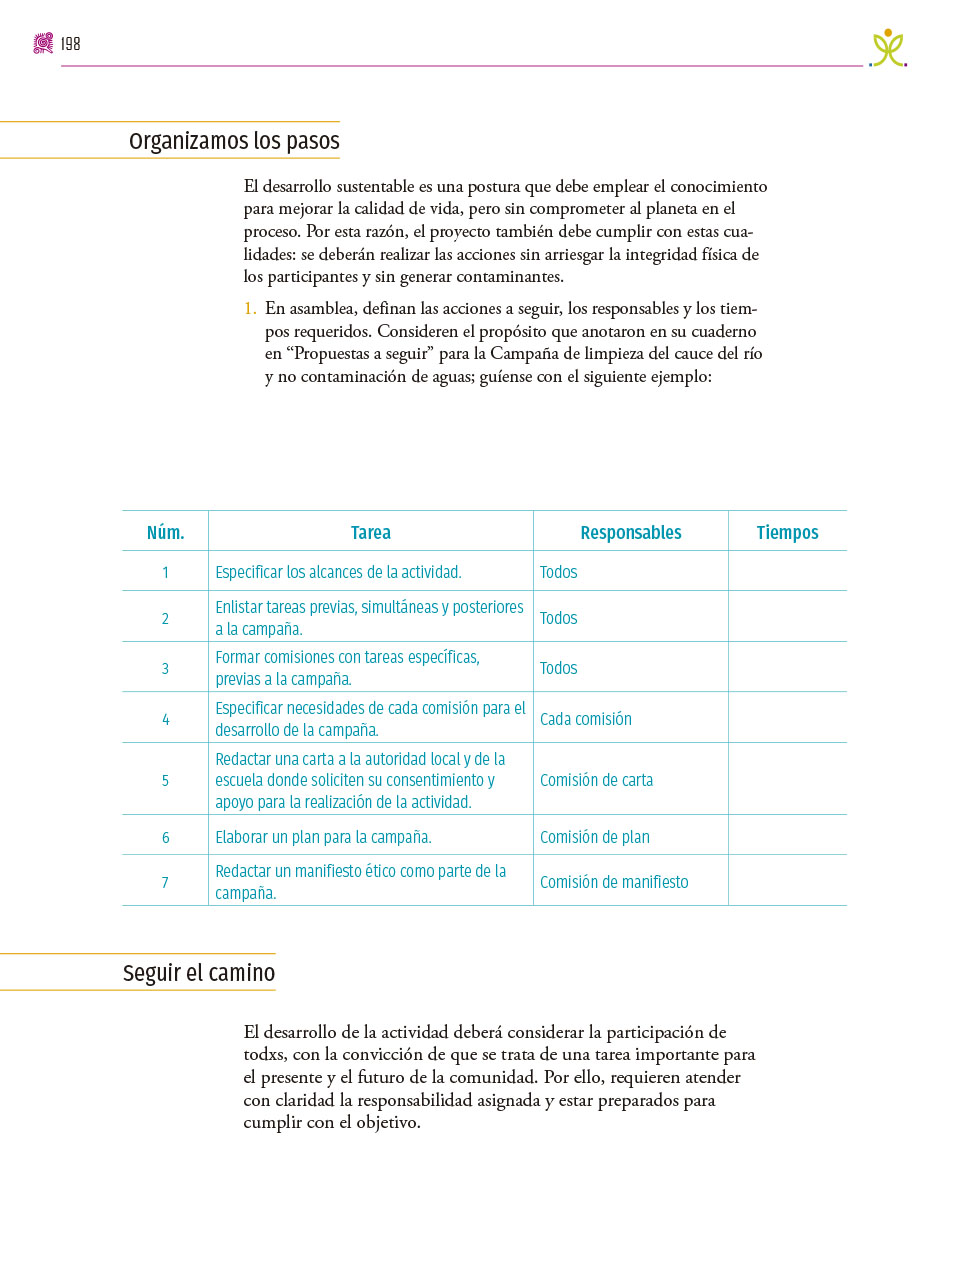 198
Organizamos los pasos
El desarrollo sustentable es una postura que debe emplear el conocimiento
para mejorar la calidad de vida, pero sin comprometer al planeta en el
proceso. Por esta razón, el proyecto también debe cumplir con estas cua-
lidades: se deberán realizar las acciones sin arriesgar la integridad física de
los participantes y sin generar contaminantes.
1. En asamblea, definan las acciones a seguir, los responsables y los tiem-
pos requeridos. Consideren el propósito que anotaron en su cuaderno
en “Propuestas a seguir” para la Campaña de limpieza del cauce del río
y no contaminación de aguas; guíense con el siguiente ejemplo:
Núm. Tarea Responsables Tiempos
1 Especificar los alcances de la actividad. Todos
2 Enlistar tareas previas, simultáneas y posteriores
a la campaña. Todos
3 Formar comisiones con tareas específicas,
previas a la campaña. Todos
4 Especificar necesidades de cada comisión para el
desarrollo de la campaña. Cada comisión
5 Redactar una carta a la autoridad local y de la
escuela donde soliciten su consentimiento y
apoyo para la realización de la actividad. Comisión de carta
6 Elaborar un plan para la campaña. Comisión de plan
7 Redactar un manifiesto ético como parte de la
campaña. Comisión de manifiesto
Seguir el camino
El desarrollo de la actividad deberá considerar la participación de
todxs, con la convicción de que se trata de una tarea importante para
el presente y el futuro de la comunidad. Por ello, requieren atender
con claridad la responsabilidad asignada y estar preparados para
cumplir con el objetivo.